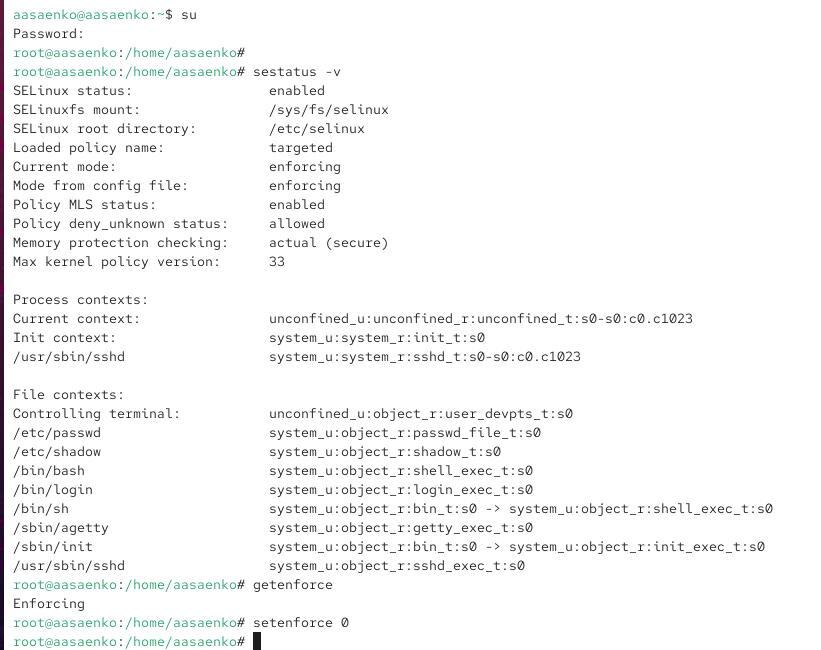 aasaenko@aasaenko:~$ su
Password:
root@aasaenko:/home/aasaenko#
root@aasaenko:/home/aasaenko# sestatus -v
SELinux status:                 enabled
SELinuxfs mount:                /sys/fs/selinux
SELinux root directory:         /etc/selinux
Loaded policy name:             targeted
Current mode:                   enforcing
Mode from config file:          enforcing
Policy MLS status:              enabled
Policy deny_unknown status:     allowed
Memory protection checking:     actual (secure)
Max kernel policy version:      33

Process contexts:
Current context:                unconfined_u:unconfined_r:unconfined_t:s0-s0:c0.c1023
Init context:                   system_u:system_r:init_t:s0
/usr/sbin/sshd                  system_u:system_r:sshd_t:s0-s0:c0.c1023

File contexts:
Controlling terminal:           unconfined_u:object_r:user_devpts_t:s0
/etc/passwd                     system_u:object_r:passwd_file_t:s0
/etc/shadow                     system_u:object_r:shadow_t:s0
/bin/bash                       system_u:object_r:shell_exec_t:s0
/bin/login                      system_u:object_r:login_exec_t:s0
/bin/sh                         system_u:object_r:bin_t:s0 -> system_u:object_r:shell_exec_t:s0
/sbin/agetty                    system_u:object_r:getty_exec_t:s0
/sbin/init                      system_u:object_r:bin_t:s0 -> system_u:object_r:init_exec_t:s0
/usr/sbin/sshd                  system_u:object_r:sshd_exec_t:s0
root@aasaenko:/home/aasaenko# getenforce
Enforcing
root@aasaenko:/home/aasaenko# setenforce 0
root@aasaenko:/home/aasaenko#